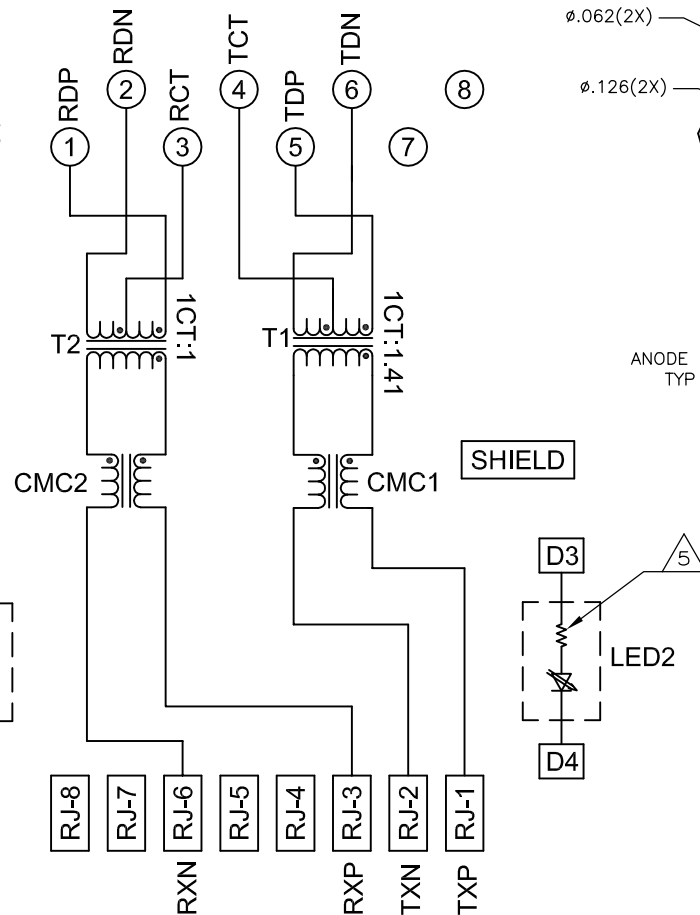 ø.062(2X)
ø.126(2X)
RDP
RDN
RCT
TCT
TDP
TDN
1
2
3
4
5
6
7
8
T2
1CT:1
T1
1CT:1.41
ANODE
TYP
CMC2
CMC1
SHIELD
D3
5
LED2
D4
RJ-8
RJ-7
RJ-6
RJ-5
RJ-4
RJ-3
RJ-2
RJ-1
RXN
RXP
TXN
TXP